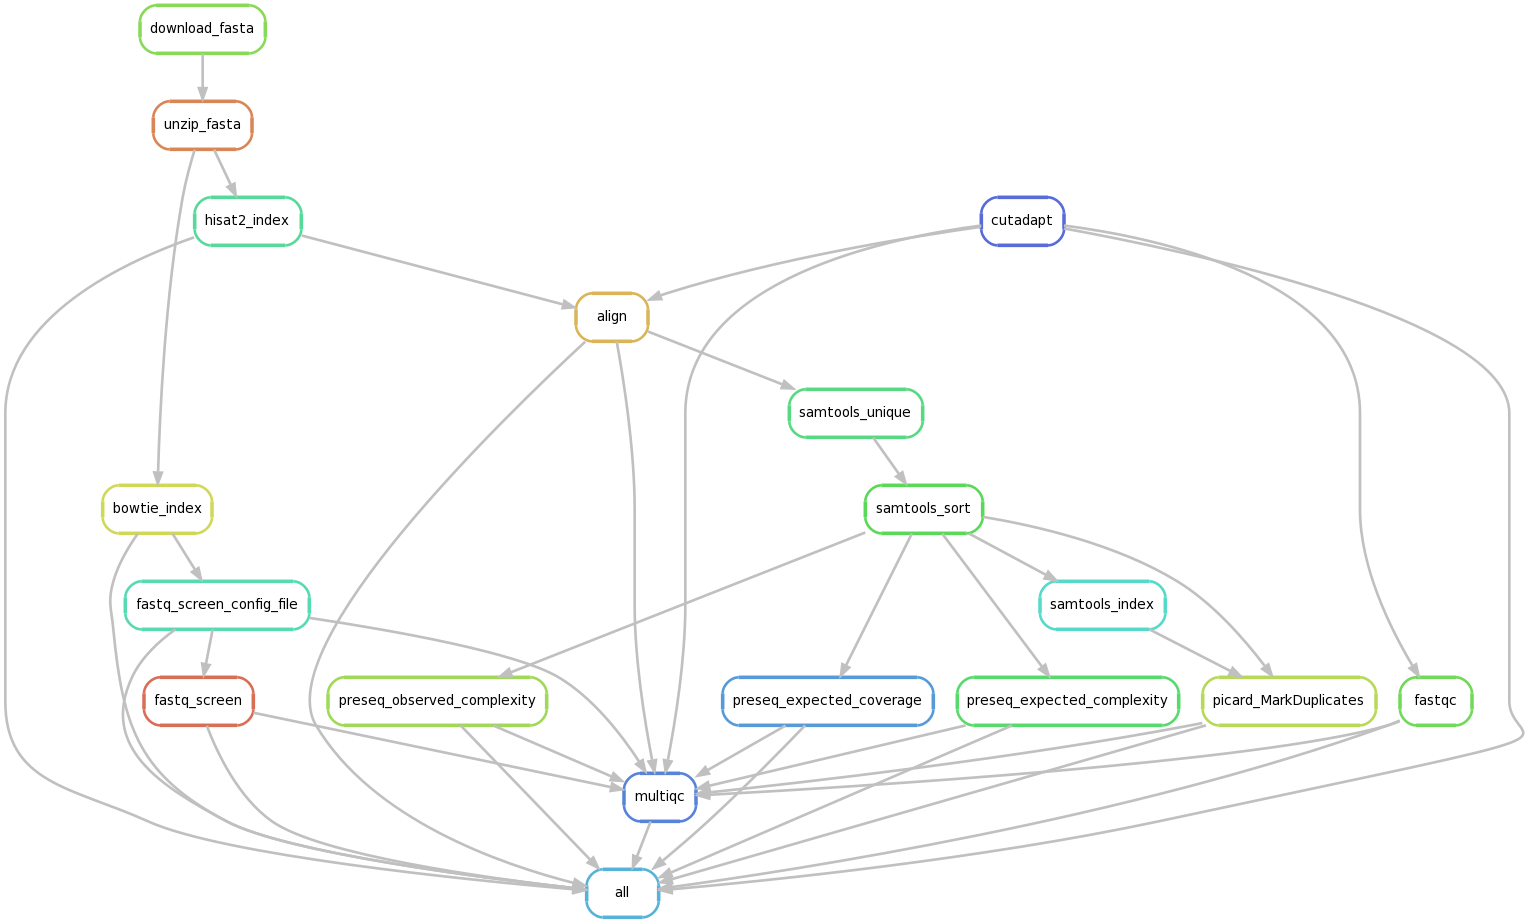 download_fasta
unzip_fasta
hisat2_index
cutadapt
align
samtools_unique
bowtie_index
samtools_sort
fastq_screen_config_file
samtools_index
fastq_screen
preseq_observed_complexity
preseq_expected_coverage
preseq_expected_complexity
picard_MarkDuplicates
fastqc
multiqc
all